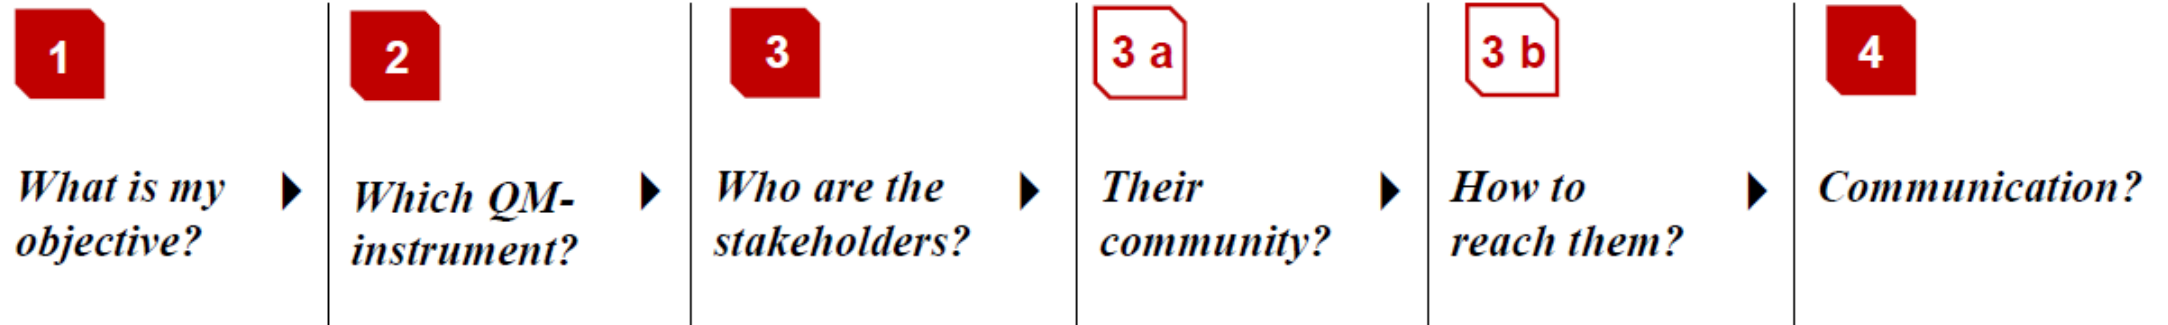 1
What is my
objective?
2
Which QM-
instrument?
3
Who are the
stakeholders?
3 a
Their
community?
3 b
How to
reach them?
4
Communication?